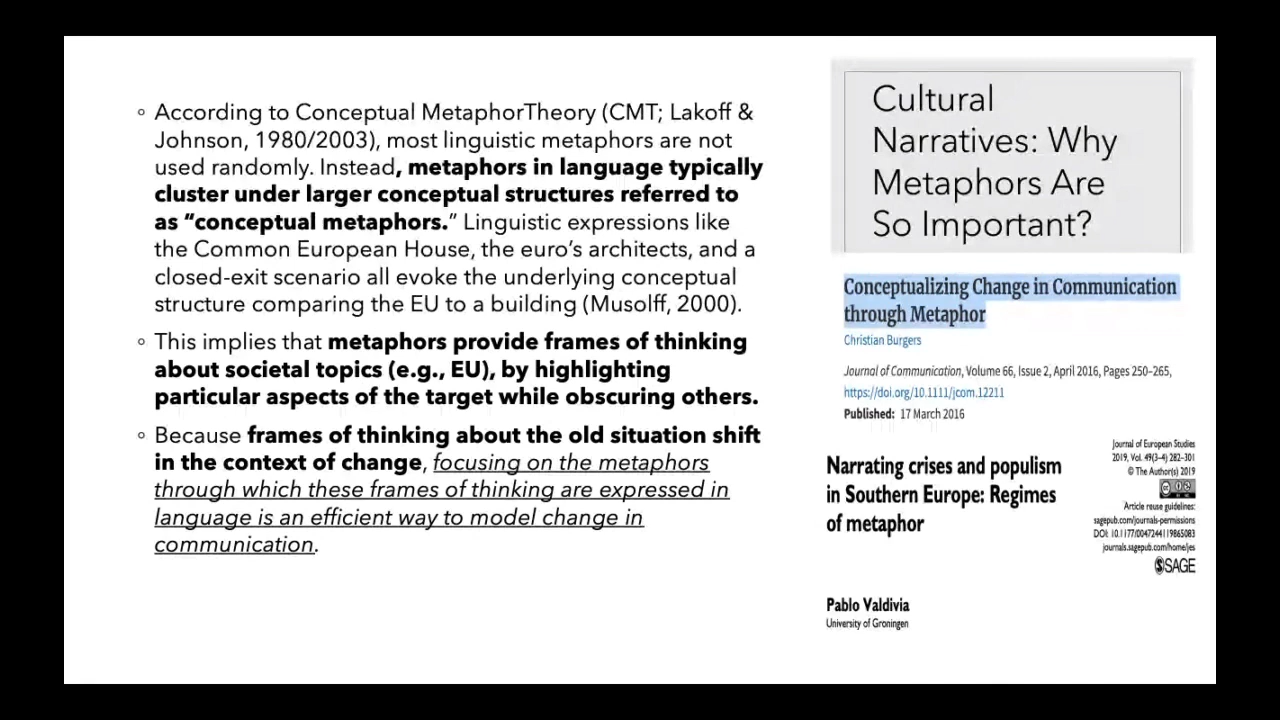 ◦ According to Conceptual MetaphorTheory (CMT; Lakoff &
Johnson, 1980/2003), most linguistic metaphors are not
used randomly. Instead, metaphors in language typically
cluster under larger conceptual structures referred to
as “conceptual metaphors.” Linguistic expressions like
the Common European House, the euro’s architects, and a
closed-exit scenario all evoke the underlying conceptual
structure comparing the EU to a building (Musolff, 2000).
◦ This implies that metaphors provide frames of thinking
about societal topics (e.g., EU), by highlighting
particular aspects of the target while obscuring others.
◦ Because frames of thinking about the old situation shift
in the context of change, focusing on the metaphors
through which these frames of thinking are expressed in
language is an efficient way to model change in
communication.
Cultural
Narratives: Why
Metaphors Are
So Important?
Conceptualizing Change in Communication
through Metaphor
Christian Burgers
Journal of Communication, Volume 66, Issue 2, April 2016, Pages 250–265,
https://doi.org/10.1111/jcom.12211
Published: 17 March 2016
Narrating crises and populism
in Southern Europe: Regimes
of metaphor
Journal of European Studies
2019, Vol. 49(3–4) 282–301
© The Author(s) 2019
Article reuse guidelines:
sagepub.com/journals-permissions
DOI: 10.1177/0047244119865083
journals.sagepub.com/home/jes
SAGE
Pablo Valdivia
University of Groningen